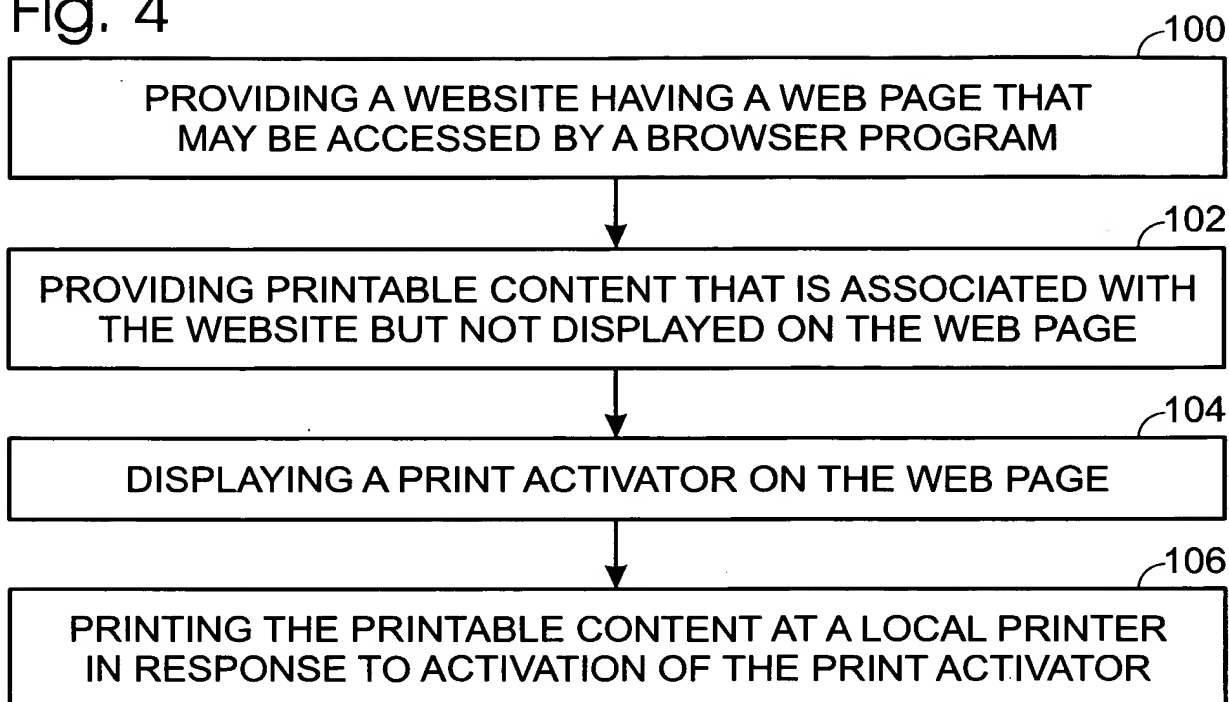 Fig. 4
100
PROVIDING A WEBSITE HAVING A WEB PAGE THAT
MAY BE ACCESSED BY A BROWSER PROGRAM
102
PROVIDING PRINTABLE CONTENT THAT IS ASSOCIATED WITH
THE WEBSITE BUT NOT DISPLAYED ON THE WEB PAGE
104
DISPLAYING A PRINT ACTIVATOR ON THE WEB PAGE
106
PRINTING THE PRINTABLE CONTENT AT A LOCAL PRINTER
IN RESPONSE TO ACTIVATION OF THE PRINT ACTIVATOR